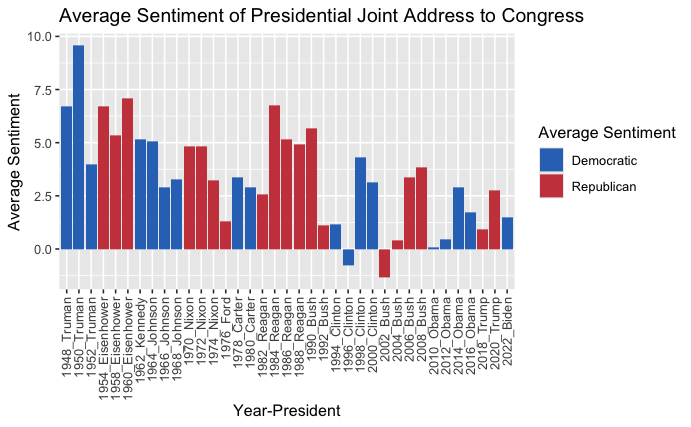 Average Sentiment of Presidential Joint Address to Congress
10.0
7.5
5.0
2.5
0.0
Average Sentiment
1948_Truman
1950_Truman
1952_Truman
1954_Eisenhower
1958_Eisenhower
1960_Eisenhower
1962_Kennedy
1964_Johnson
1966_Johnson
1968_Johnson
1970_Nixon
1972_Nixon
1974_Nixon
1976_Ford
1978_Carter
1980_Carter
1982_Reagan
1984_Reagan
1986_Reagan
1988_Reagan
1990_Bush
1992_Bush
1994_Clinton
1996_Clinton
1998_Clinton
2000_Clinton
2002_Bush
2004_Bush
2006_Bush
2008_Bush
2010_Obama
2012_Obama
2014_Obama
2016_Obama
2018_Trump
2020_Trump
2022_Biden
Year-President
Average Sentiment
Democratic
Republican